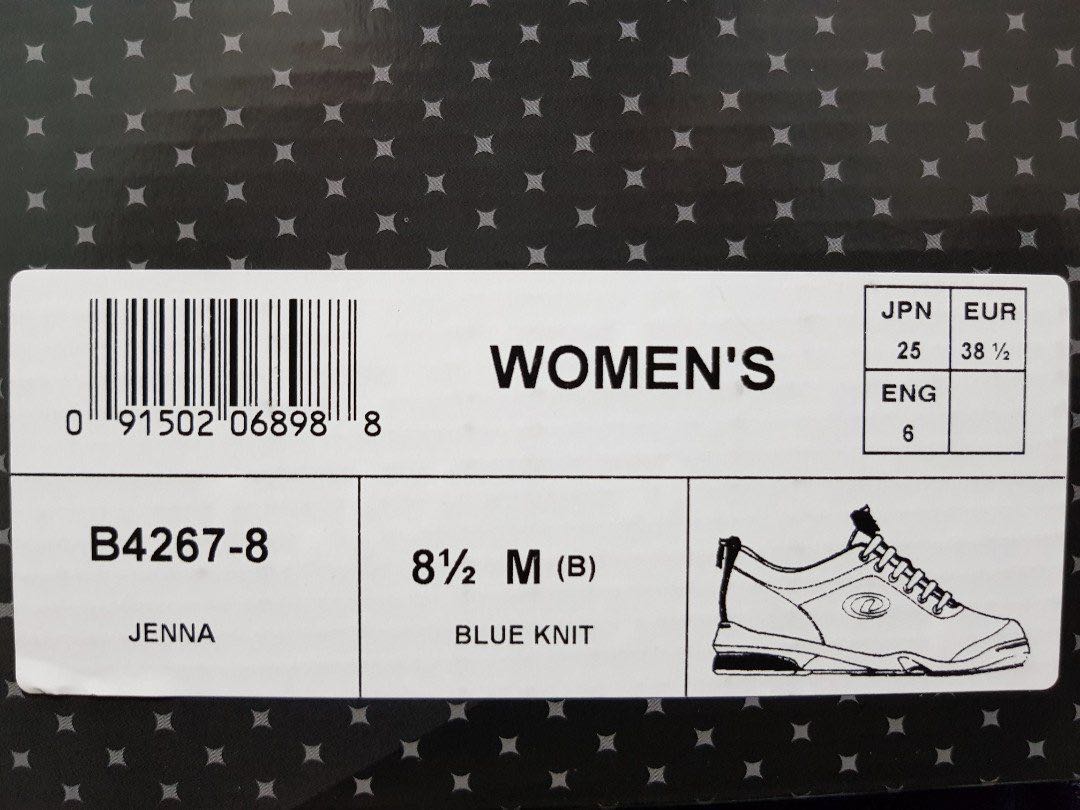 0 91502 06898 8
WOMEN'S
JPN EUR
25 38 ½
ENG
6
B4267-8
JENNA
8½ M (B)
BLUE KNIT